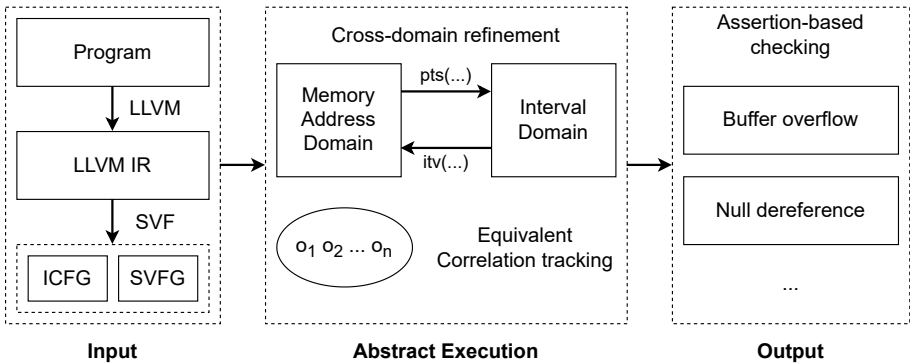 Program
LLVM
LLVM IR
SVF
ICFG
SVFG
Input
Cross-domain refinement
Memory
Address
Domain
pts(...)
itv(...)
Interval
Domain
o₁ o₂ ... oₙ
Equivalent
Correlation tracking
Abstract Execution
Assertion-based
checking
Buffer overflow
Null dereference
...
Output